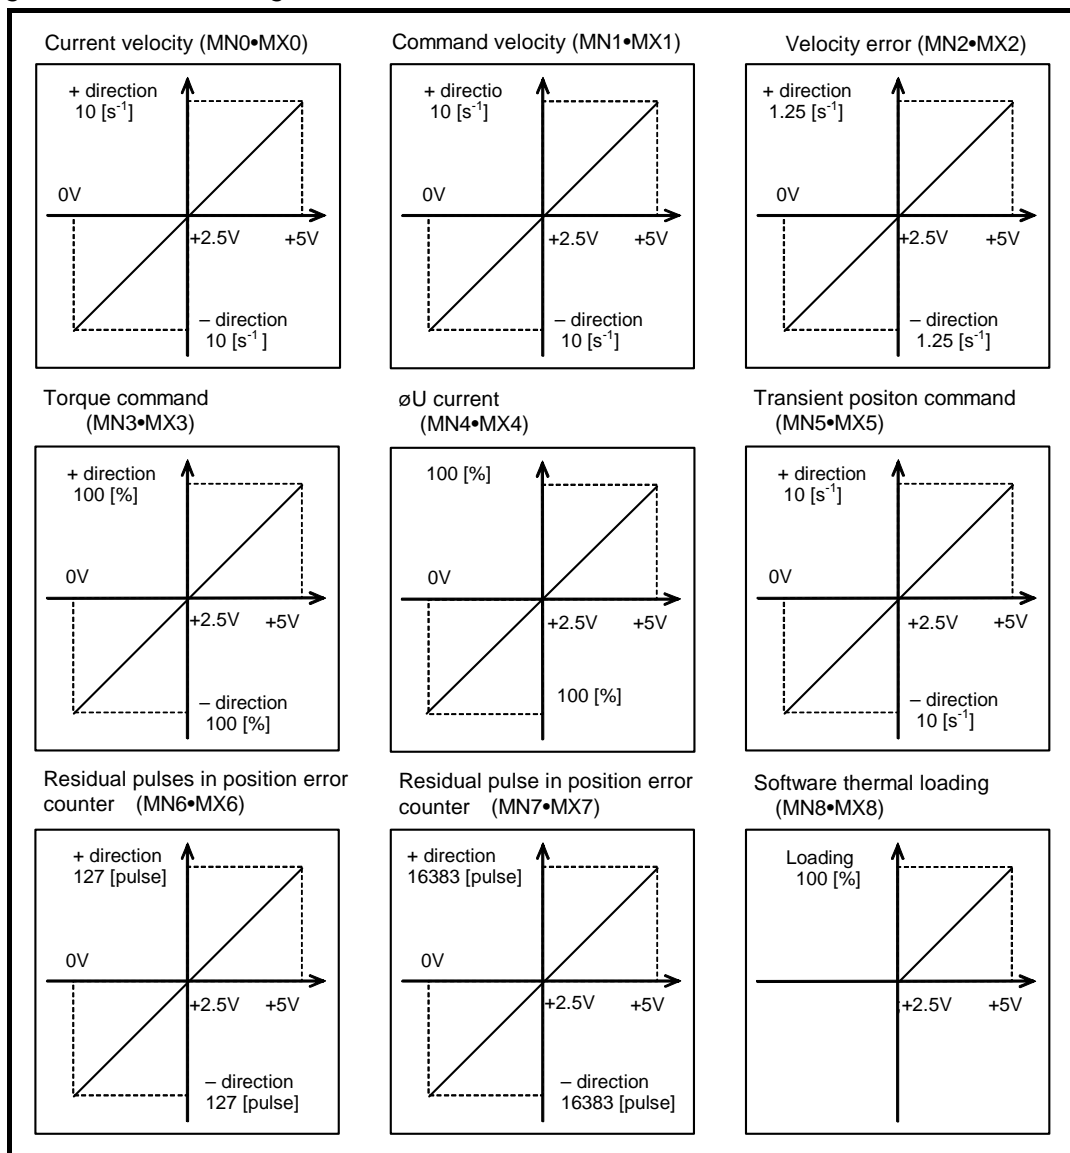 Current velocity (MN0•MX0)
+ direction
10 [s-1]
0V
+2.5V
+5V
– direction
10 [s-1 ]
Command velocity (MN1•MX1)
+ directio
10 [s-1]
0V
+2.5V
+5V
– direction
10 [s-1]
Velocity error (MN2•MX2)
+ direction
1.25 [s-1]
0V
+2.5V
+5V
– direction
1.25 [s-1]
Torque command
(MN3•MX3)
+ direction
100 [%]
0V
+2.5V
+5V
– direction
100 [%]
øU current
(MN4•MX4)
100 [%]
0V
+2.5V
+5V
100 [%]
Transient positon command
(MN5•MX5)
+ direction
10 [s-1]
0V
+2.5V
+5V
– direction
10 [s-1]
Residual pulses in position error
counter (MN6•MX6)
+ direction
127 [pulse]
0V
+2.5V
+5V
– direction
127 [pulse]
Residual pulse in position error
counter (MN7•MX7)
+ direction
16383 [pulse]
0V
+2.5V
+5V
– direction
16383 [pulse]
Software thermal loading
(MN8•MX8)
Loading
100 [%]
+2.5V
+5V